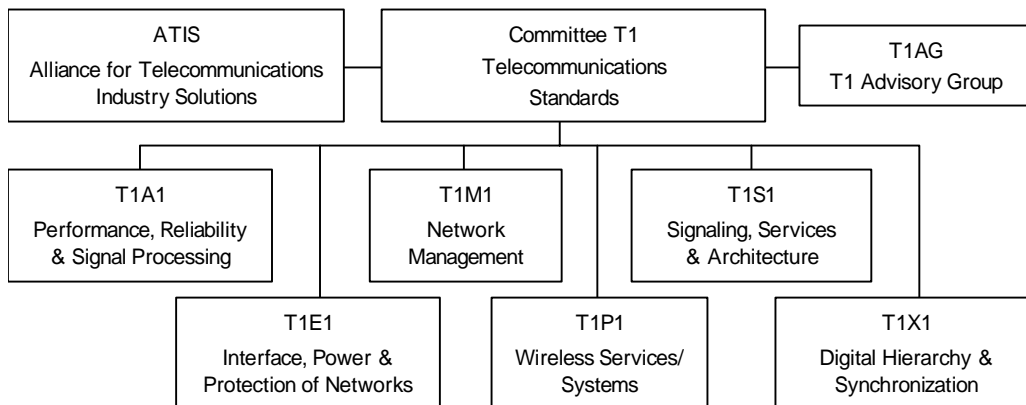 ATIS
Alliance for Telecommunications
Industry Solutions
Committee T1
Telecommunications
Standards
T1AG
T1 Advisory Group
T1A1
Performance, Reliability
& Signal Processing
T1M1
Network
Management
T1S1
Signaling, Services
& Architecture
T1E1
Interface, Power &
Protection of Networks
T1P1
Wireless Services/
Systems
T1X1
Digital Hierarchy &
Synchronization